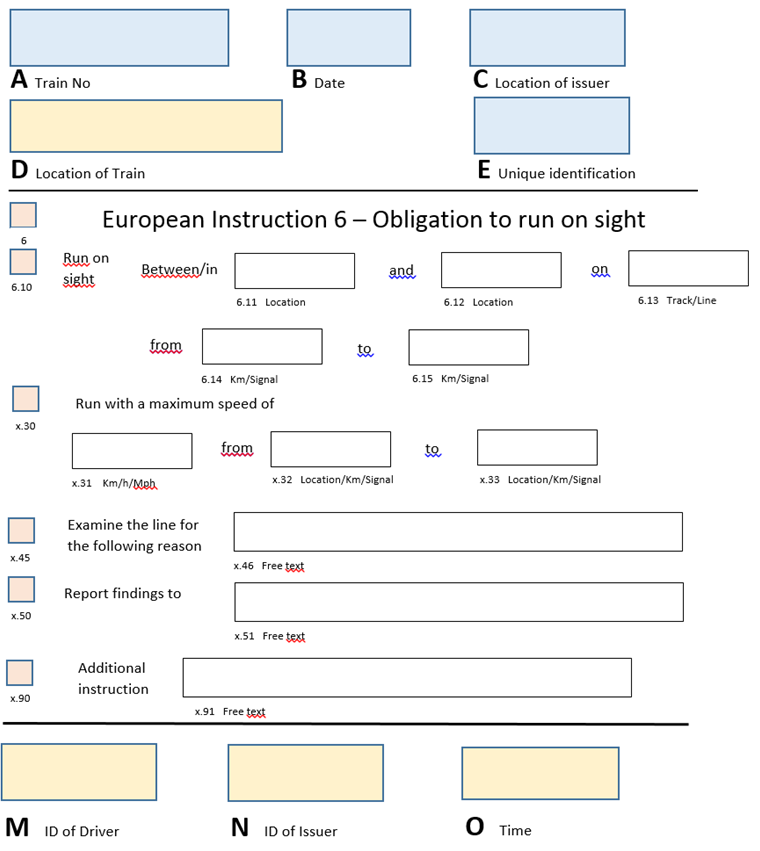 A Train No
B Date
C Location of issuer
D Location of Train
E Unique identification
6
European Instruction 6 – Obligation to run on sight
6.10
Run on
sight
Between/in
and
on
6.11 Location
6.12 Location
6.13 Track/Line
from
to
6.14 Km/Signal
6.15 Km/Signal
x.30
Run with a maximum speed of
from
to
x.31 Km/h/Mph
x.32 Location/Km/Signal
x.33 Location/Km/Signal
x.45
Examine the line for
the following reason
x.46 Free text
x.50
Report findings to
x.51 Free text
x.90
Additional
instruction
x.91 Free text
M ID of Driver
N ID of Issuer
O Time